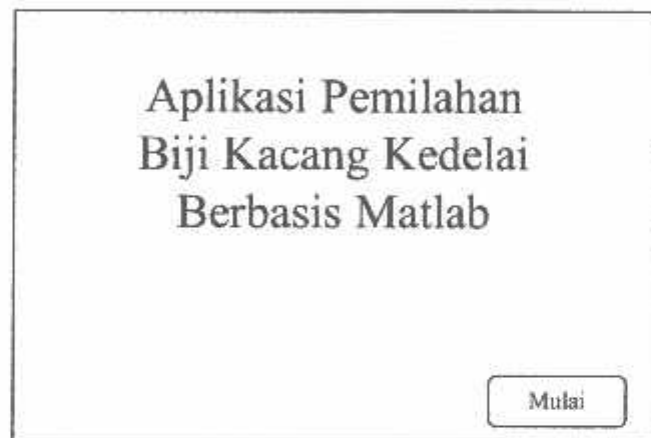 Aplikasi Pemilahan
Biji Kacang Kedelai
Berbasis Matlab
Mulai